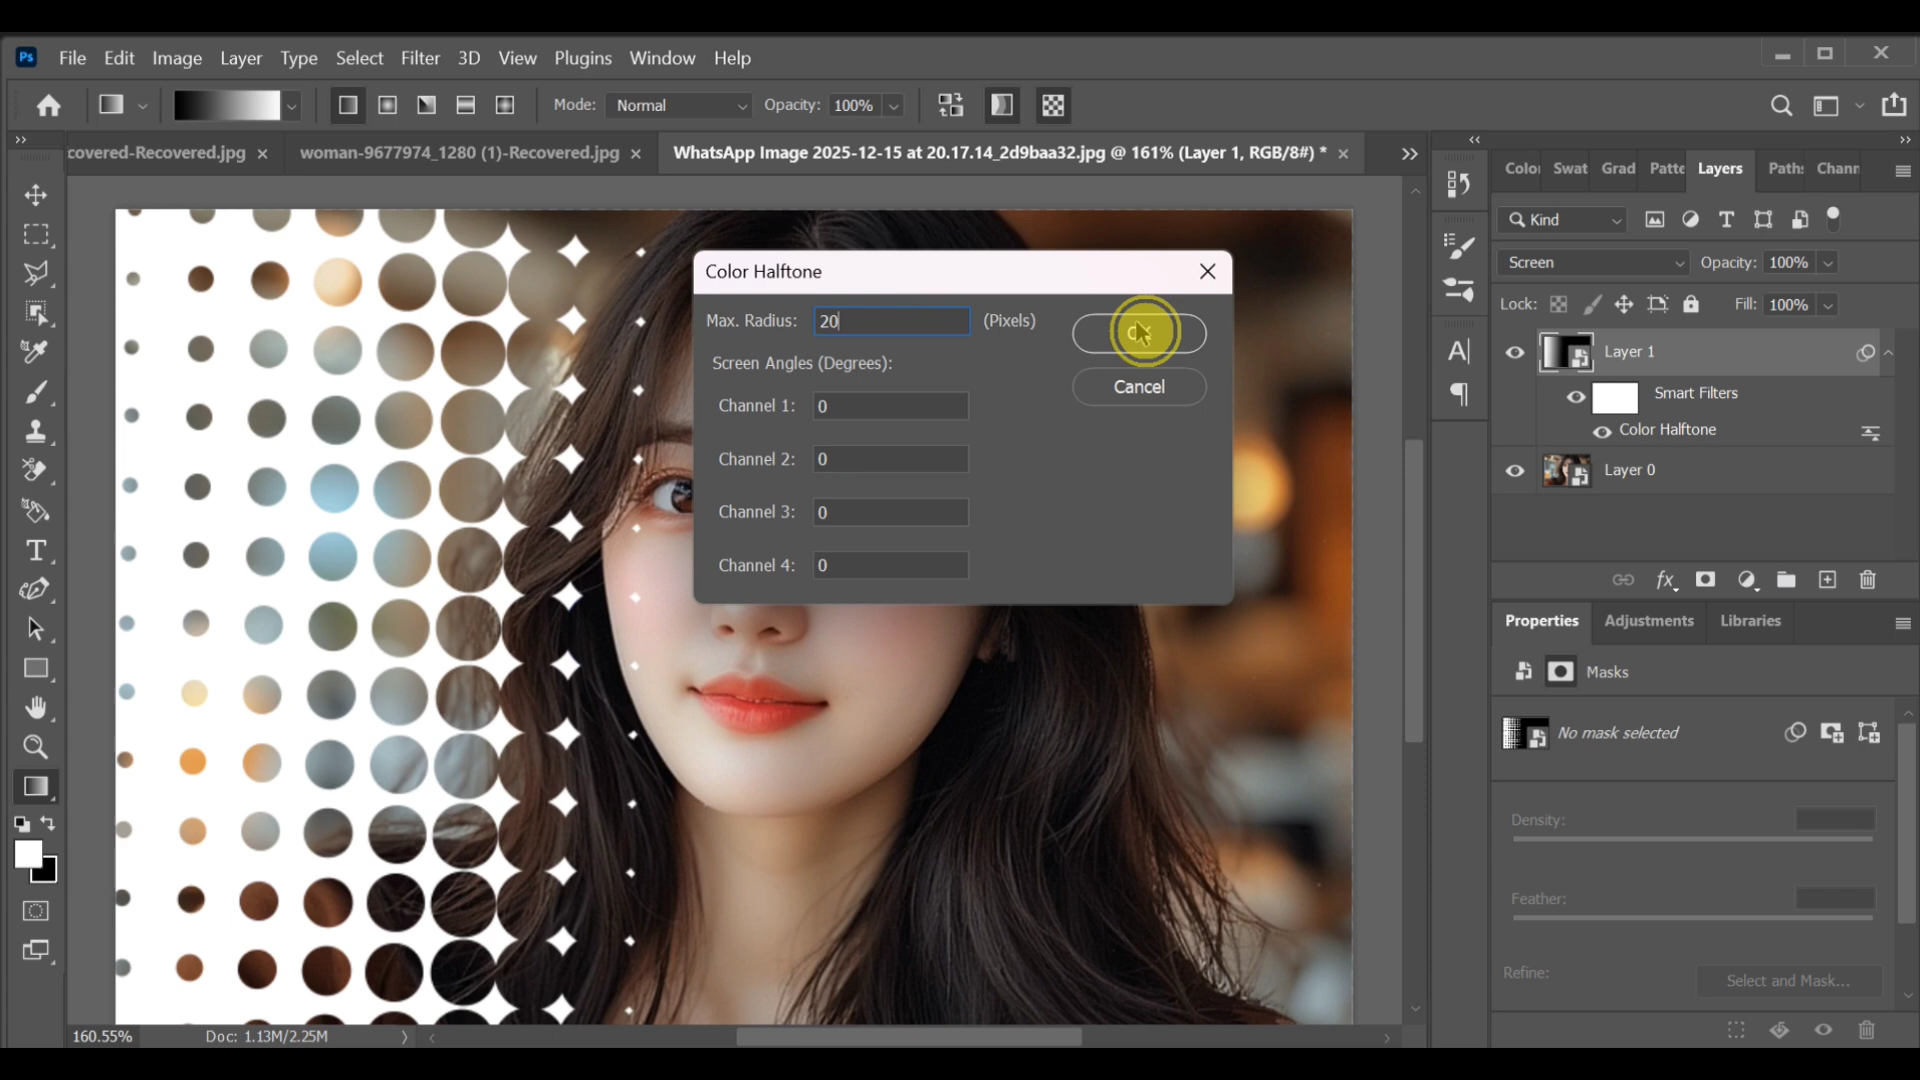 Ps File Edit Image Layer Type Select Filter 3D View Plugins Window Help
Mode: Normal Opacity: 100%
covered-Recovered.jpg × woman-9677974_1280 (1)-Recovered.jpg × WhatsApp Image 2025-12-15 at 20.17.14_2d9baa32.jpg @ 161% (Layer 1, RGB/8#) * ×
Color Halftone
Max. Radius: 20 (Pixels)
OK
Screen Angles (Degrees):
Cancel
Channel 1: 0
Channel 2: 0
Channel 3: 0
Channel 4: 0
Color Swat Grad Patte Layers Paths Chann
Kind
Screen Opacity: 100%
Lock: Fill: 100%
Layer 1
Smart Filters
Color Halftone
Layer 0
fx
Properties Adjustments Libraries
Masks
No mask selected
Density:
Feather:
Refine: Select and Mask...
160.55% Doc: 1.13M/2.25M